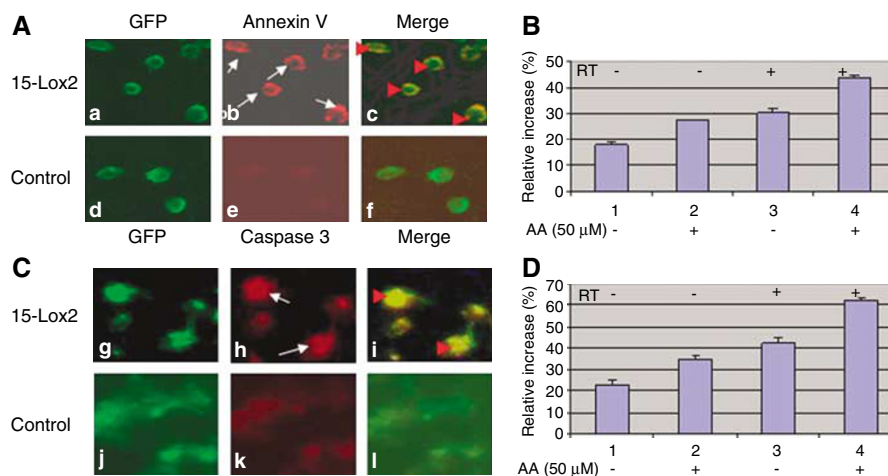 GFP Annexin V Merge
A
15-Lox2
a b c
Control
d e f
B
Relative increase (%)
50
40
30
20
10
0
RT - - + +
1 2 3 4
AA (50 µM) - + - +
GFP Caspase 3 Merge
C
15-Lox2
g h i
Control
j k l
D
Relative increase (%)
70
60
50
40
30
20
10
0
RT - - + +
1 2 3 4
AA (50 µM) - + - +